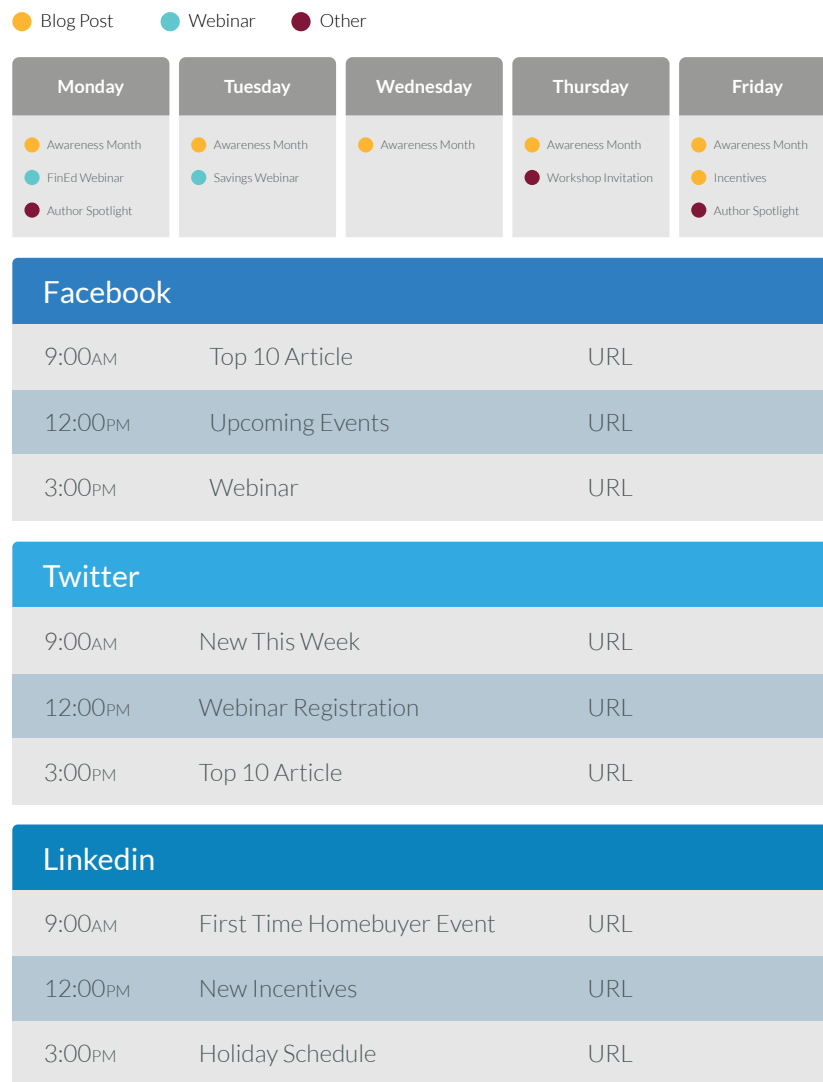 Blog Post Webinar Other
Monday Tuesday Wednesday Thursday Friday
Awareness Month Awareness Month Awareness Month Awareness Month Awareness Month
FinEd Webinar Savings Webinar Workshop Invitation Incentives
Author Spotlight Author Spotlight
Facebook
9:00AM Top 10 Article URL
12:00PM Upcoming Events URL
3:00PM Webinar URL
Twitter
9:00AM New This Week URL
12:00PM Webinar Registration URL
3:00PM Top 10 Article URL
Linkedin
9:00AM First Time Homebuyer Event URL
12:00PM New Incentives URL
3:00PM Holiday Schedule URL